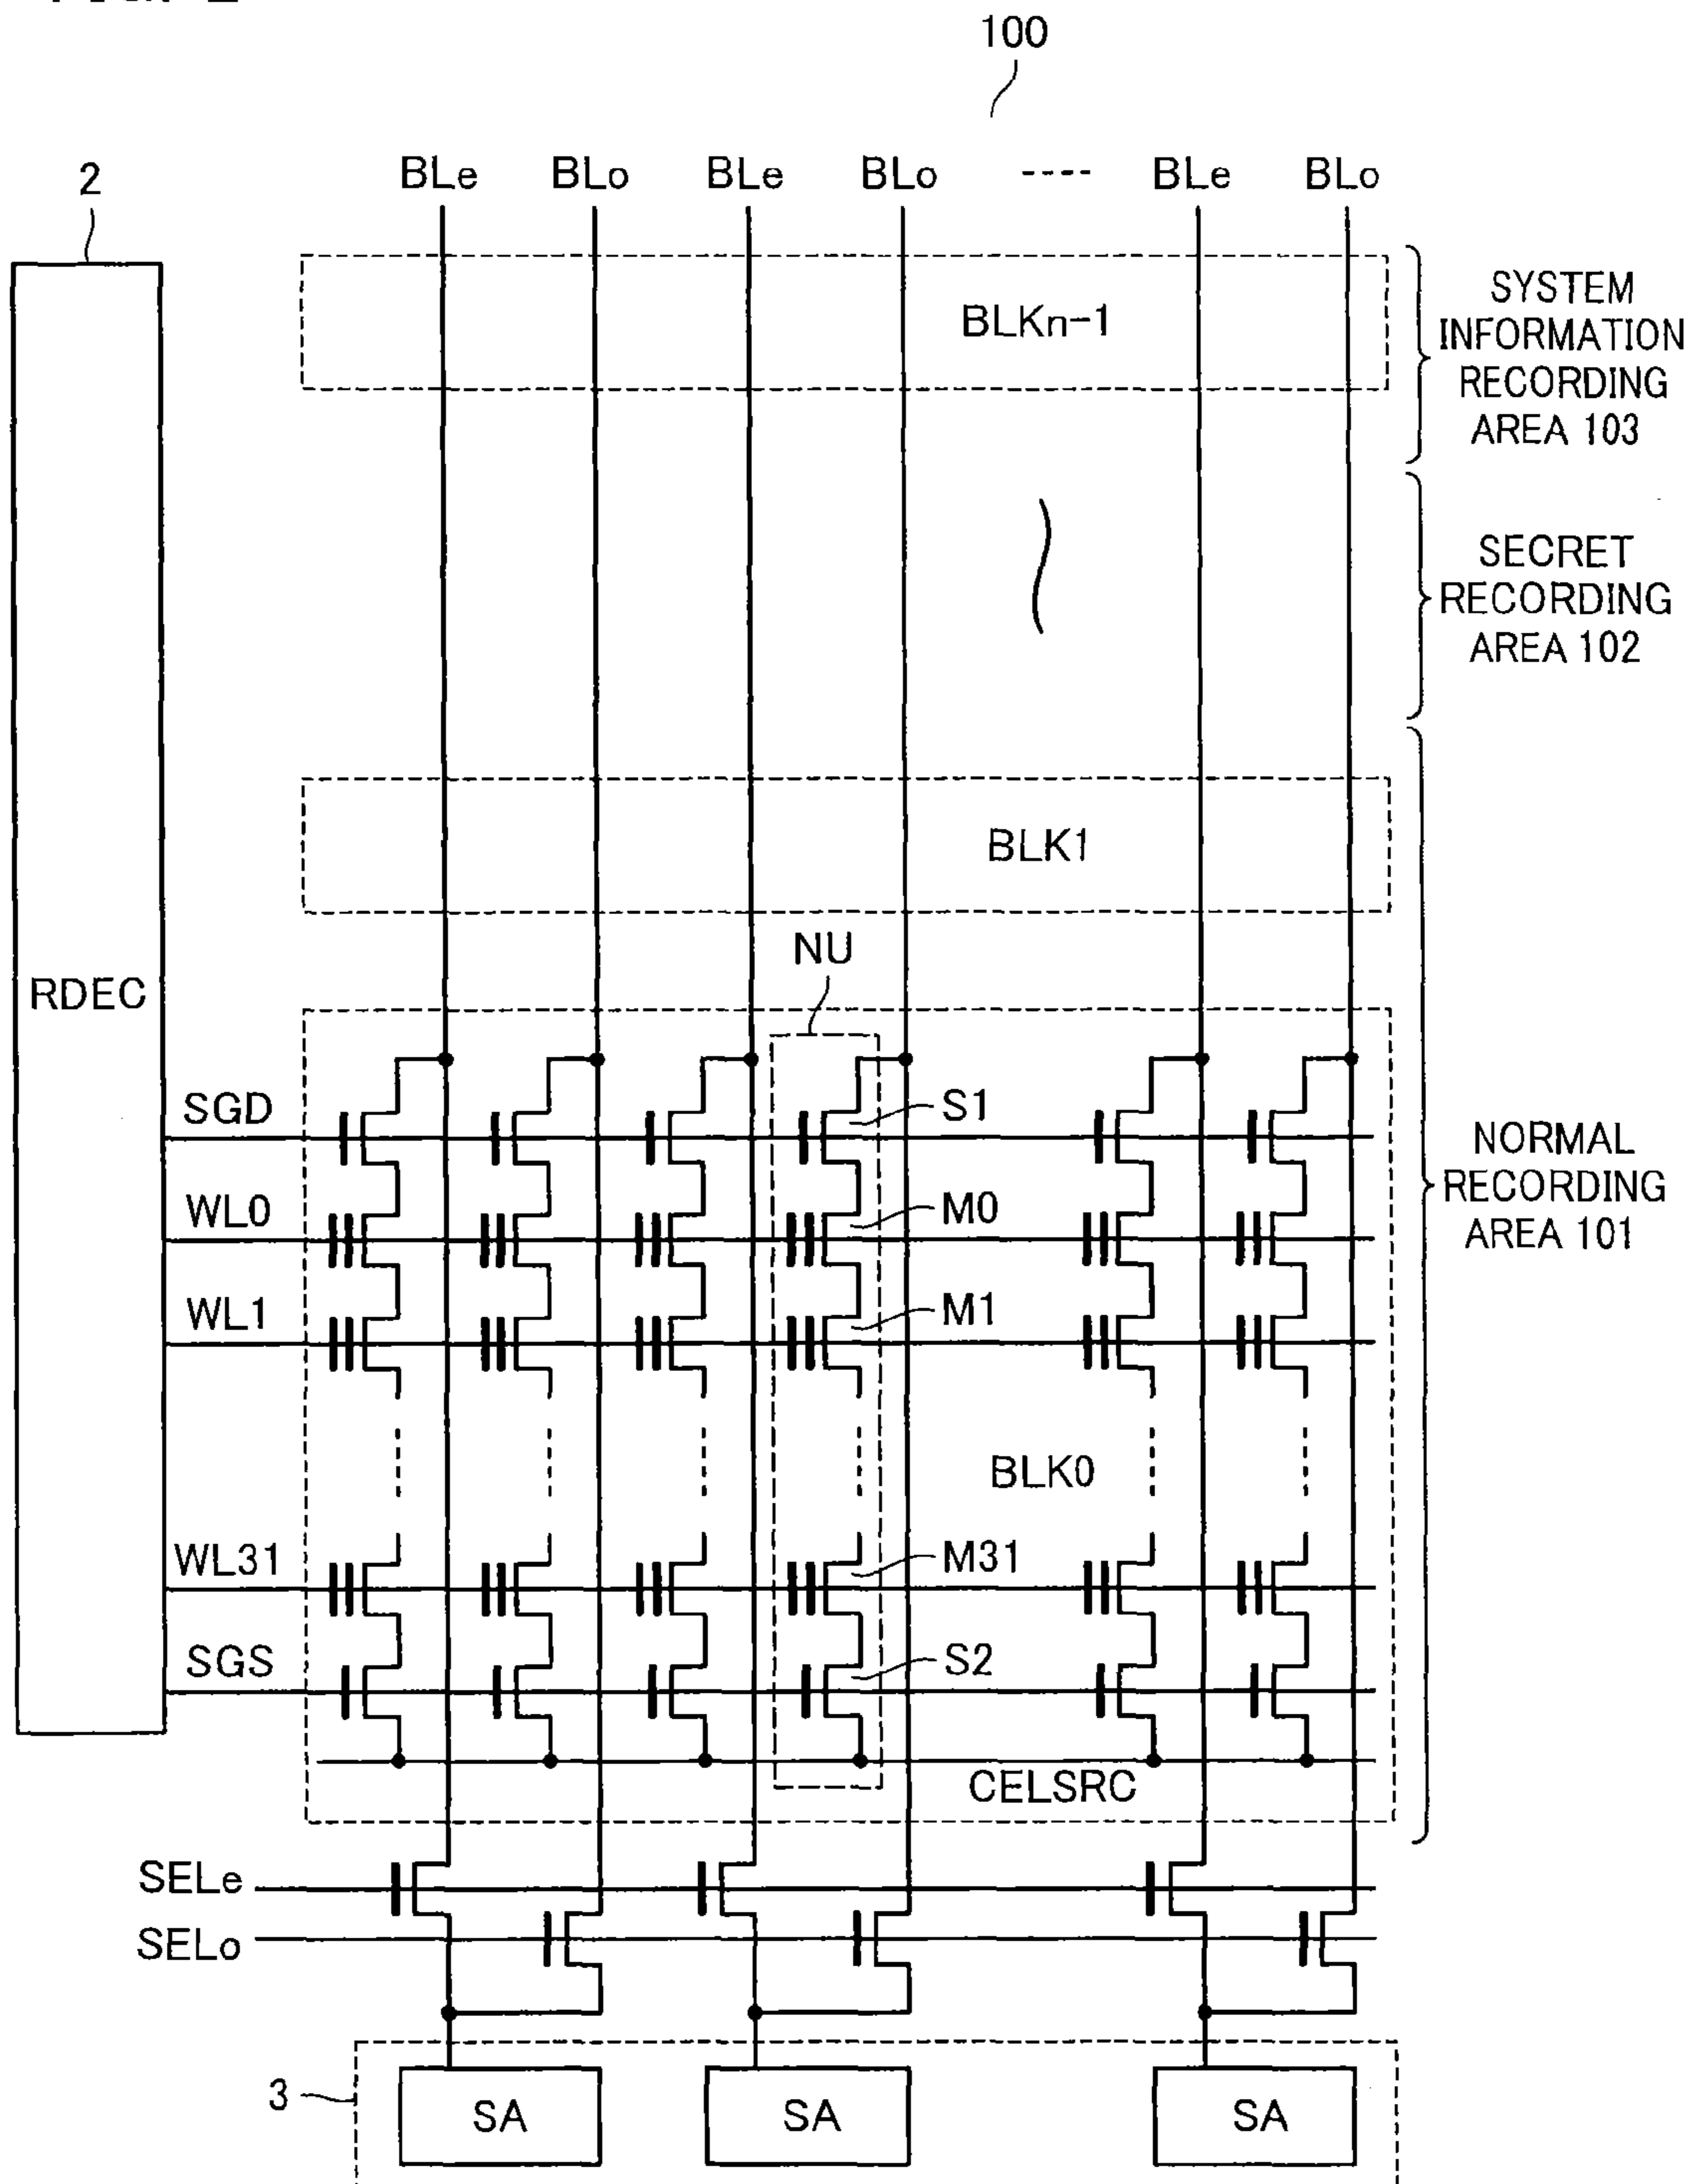 100
2
BLe BLo BLe BLo ---- BLe BLo
BLKn-1
SYSTEM
INFORMATION
RECORDING
AREA 103
SECRET
RECORDING
AREA 102
BLK1
NU
RDEC
SGD
S1
WL0
M0
WL1
M1
NORMAL
RECORDING
AREA 101
BLK0
WL31
M31
SGS
S2
CELSRC
SELe
SELo
3
SA SA SA